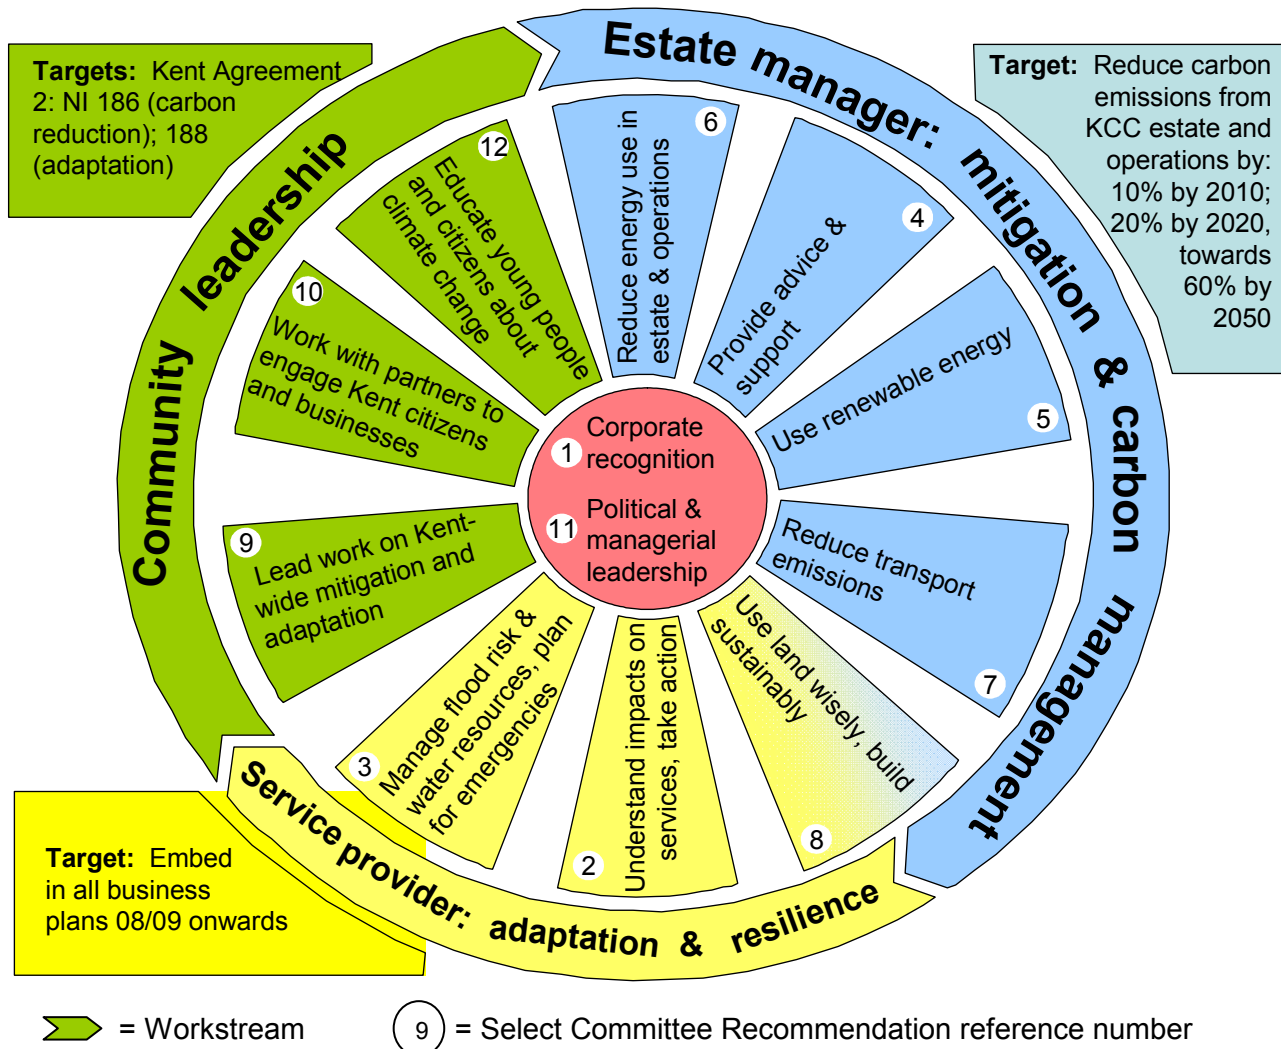 Targets: Kent Agreement
2: NI 186 (carbon
reduction); 188
(adaptation)
Estate manager: mitigation & carbon management
Target: Reduce carbon
emissions from
KCC estate and
operations by:
10% by 2010;
20% by 2020,
towards
60% by
2050
Community leadership
12
Educate young people
and citizens about
climate change
6
Reduce energy use in
estate & operations
4
Provide advice &
support
10
Work with partners to
engage Kent citizens
and businesses
5
Use renewable energy
1
Corporate
recognition
11
Political &
managerial
leadership
9
Lead work on Kent-
wide mitigation and
adaptation
Reduce transport
emissions
7
3
Manage flood risk &
water resources, plan
for emergencies
2
Understand impacts on
services, take action
8
Use land wisely, build
sustainably
Service provider: adaptation & resilience
Target: Embed
in all business
plans 08/09 onwards
= Workstream
9 = Select Committee Recommendation reference number